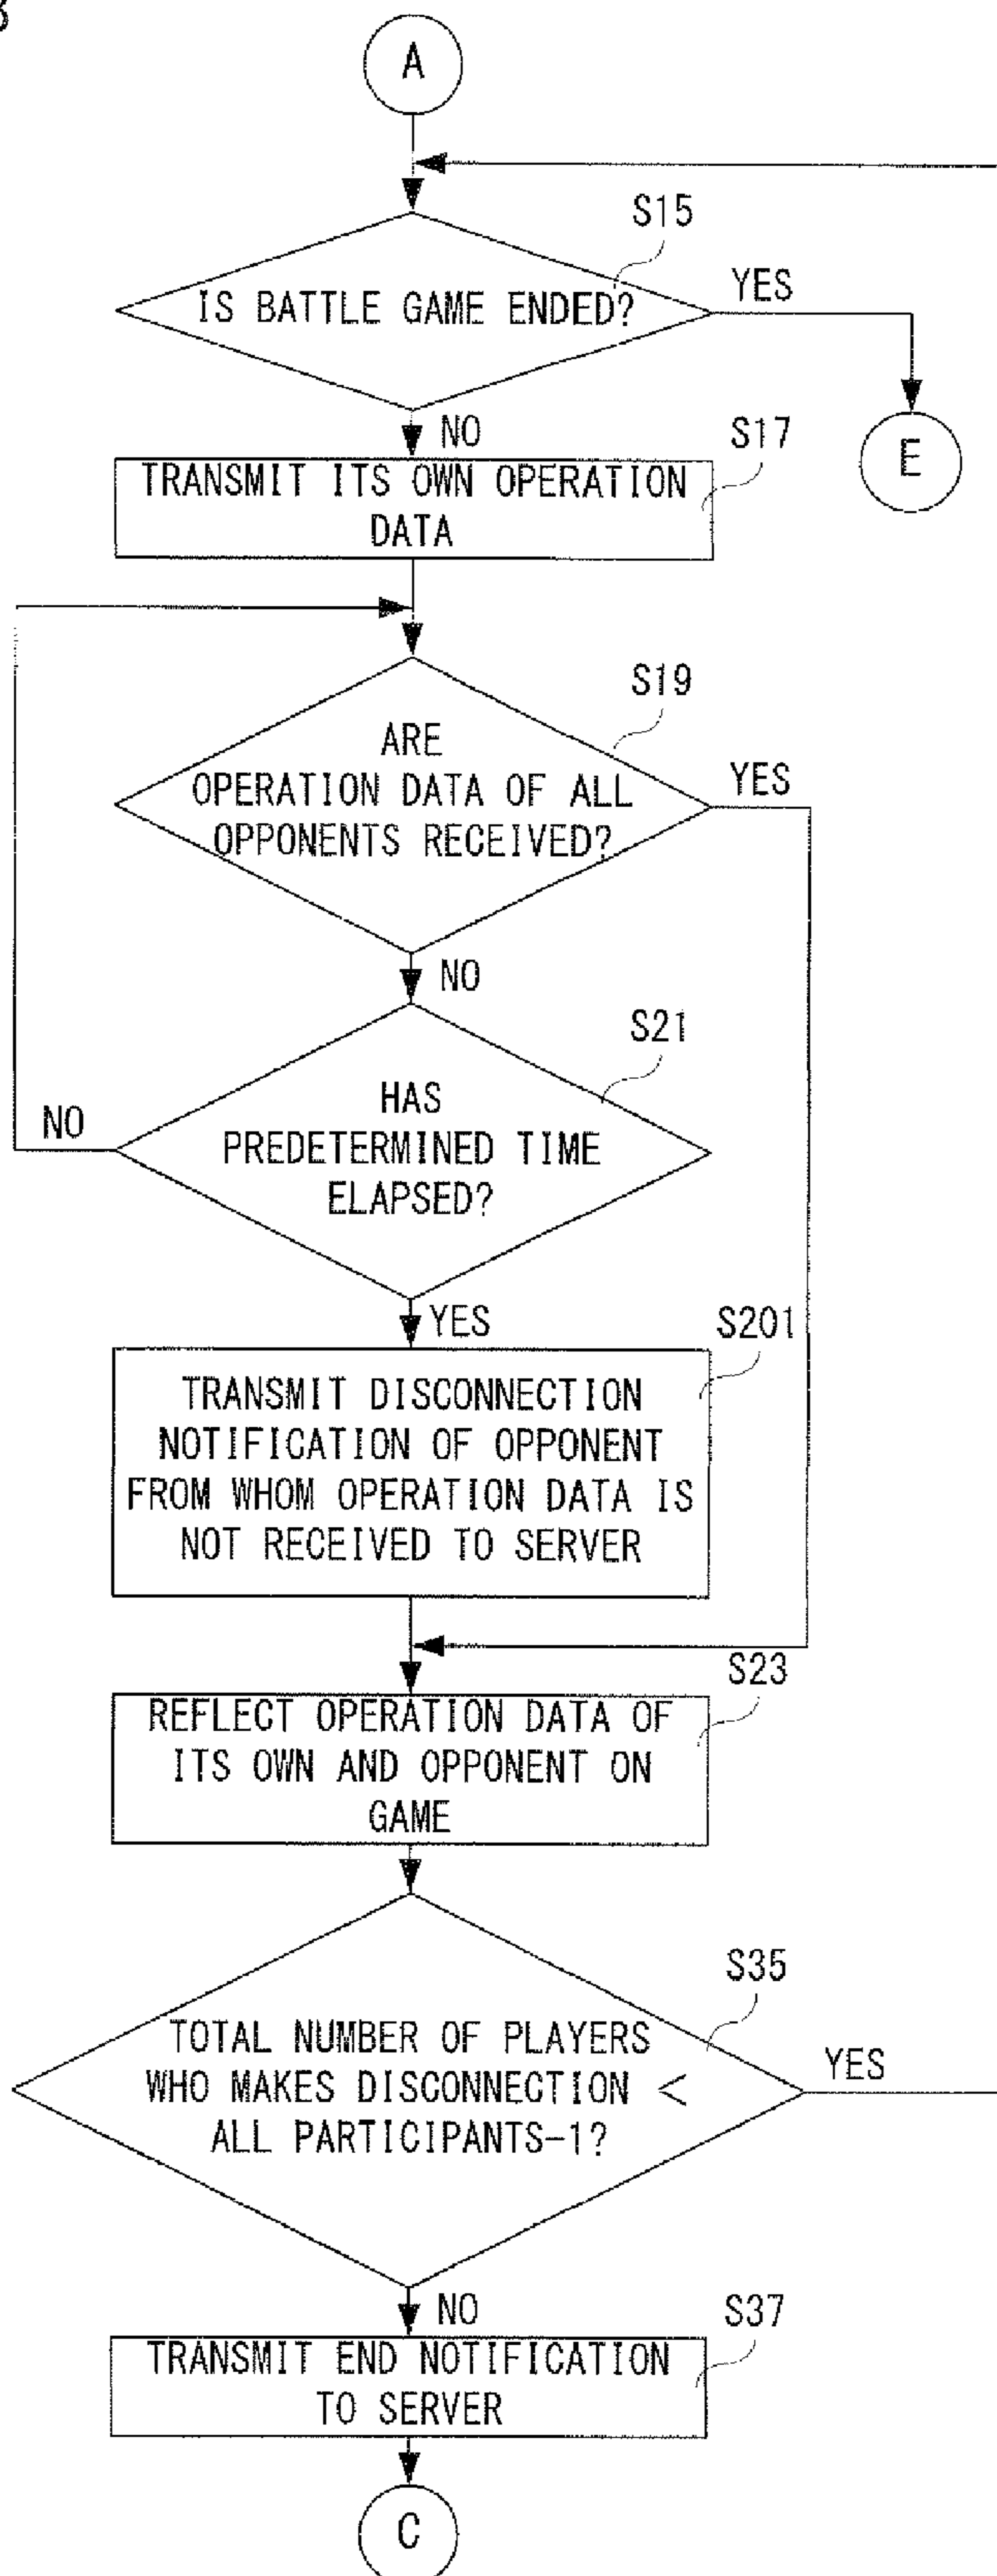 A
S15
IS BATTLE GAME ENDED?
YES
E
NO
S17
TRANSMIT ITS OWN OPERATION
DATA
S19
ARE
OPERATION DATA OF ALL
OPPONENTS RECEIVED?
YES
NO
S21
HAS
PREDETERMINED TIME
ELAPSED?
NO
YES
S201
TRANSMIT DISCONNECTION
NOTIFICATION OF OPPONENT
FROM WHOM OPERATION DATA IS
NOT RECEIVED TO SERVER
S23
REFLECT OPERATION DATA OF
ITS OWN AND OPPONENT ON
GAME
S35
TOTAL NUMBER OF PLAYERS
WHO MAKES DISCONNECTION <
ALL PARTICIPANTS-1?
YES
NO
S37
TRANSMIT END NOTIFICATION
TO SERVER
C